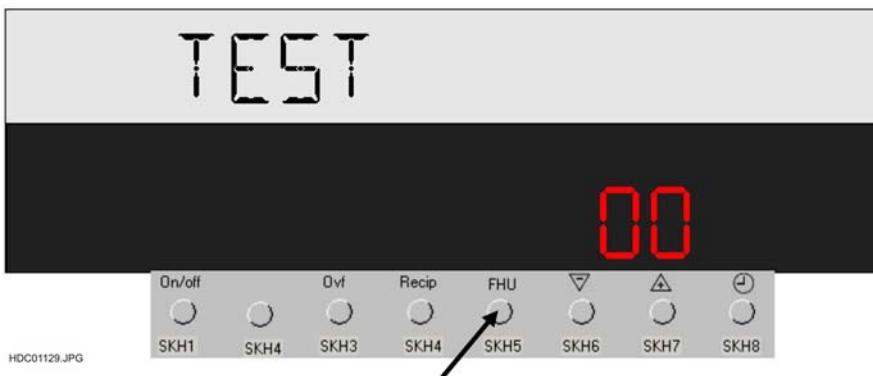 TEST
00
On/off Ovf Recip FHU - + 
SKH1 SKH4 SKH3 SKH4 SKH5 SKH6 SKH7 SKH8
HDC01129.JPG